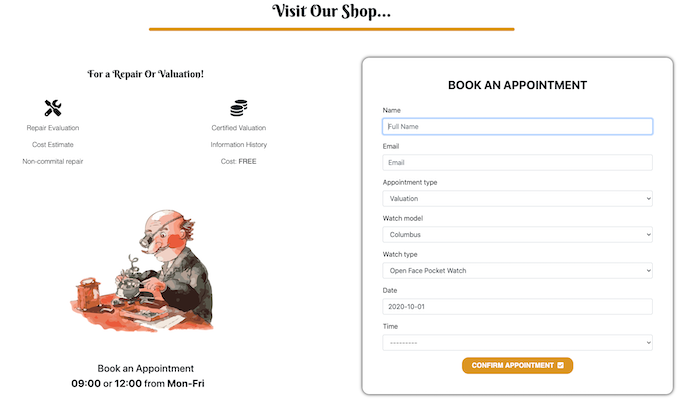 Visit Our Shop...
For a Repair Or Valuation!
Repair Evaluation
Cost Estimate
Non-commital repair
Certified Valuation
Information History
Cost: FREE
Book an Appointment
09:00 or 12:00 from Mon-Fri
BOOK AN APPOINTMENT
Name
Full Name
Email
Email
Appointment type
Valuation
Watch model
Columbus
Watch type
Open Face Pocket Watch
Date
2020-10-01
Time
---------
CONFIRM APPOINTMENT